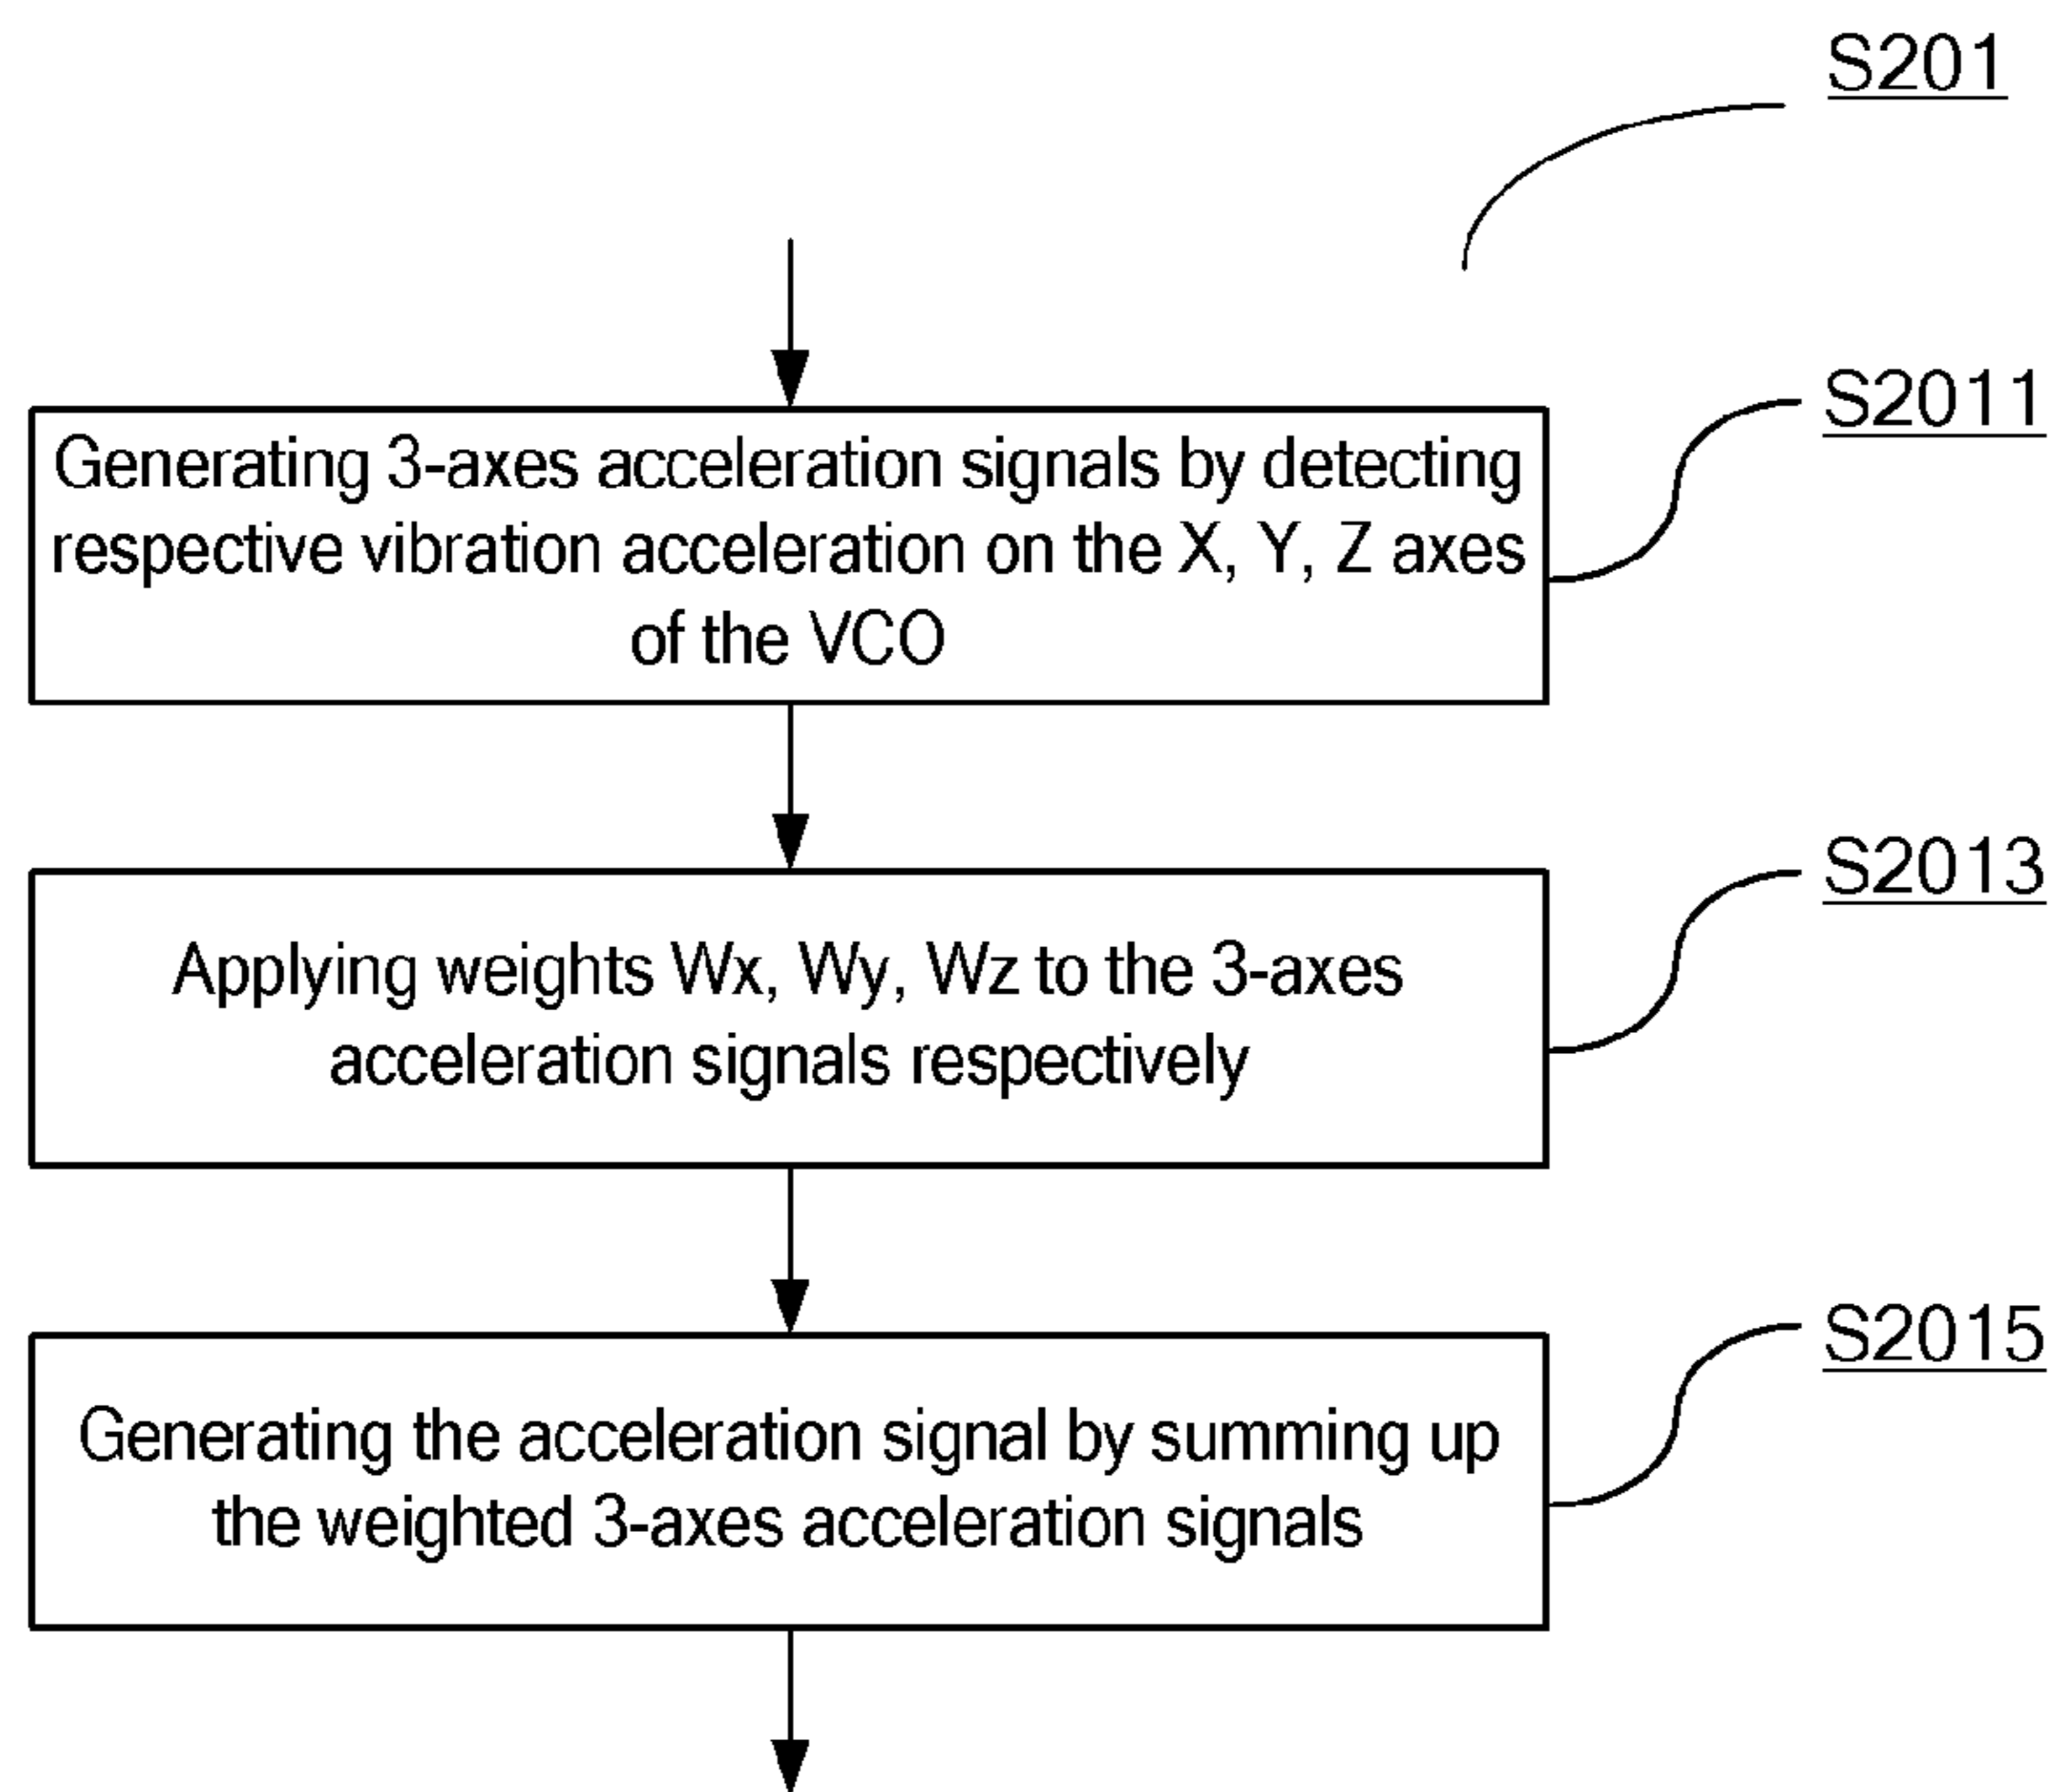 S201
S2011
Generating 3-axes acceleration signals by detecting
respective vibration acceleration on the X, Y, Z axes
of the VCO
S2013
Applying weights Wx, Wy, Wz to the 3-axes
acceleration signals respectively
S2015
Generating the acceleration signal by summing up
the weighted 3-axes acceleration signals